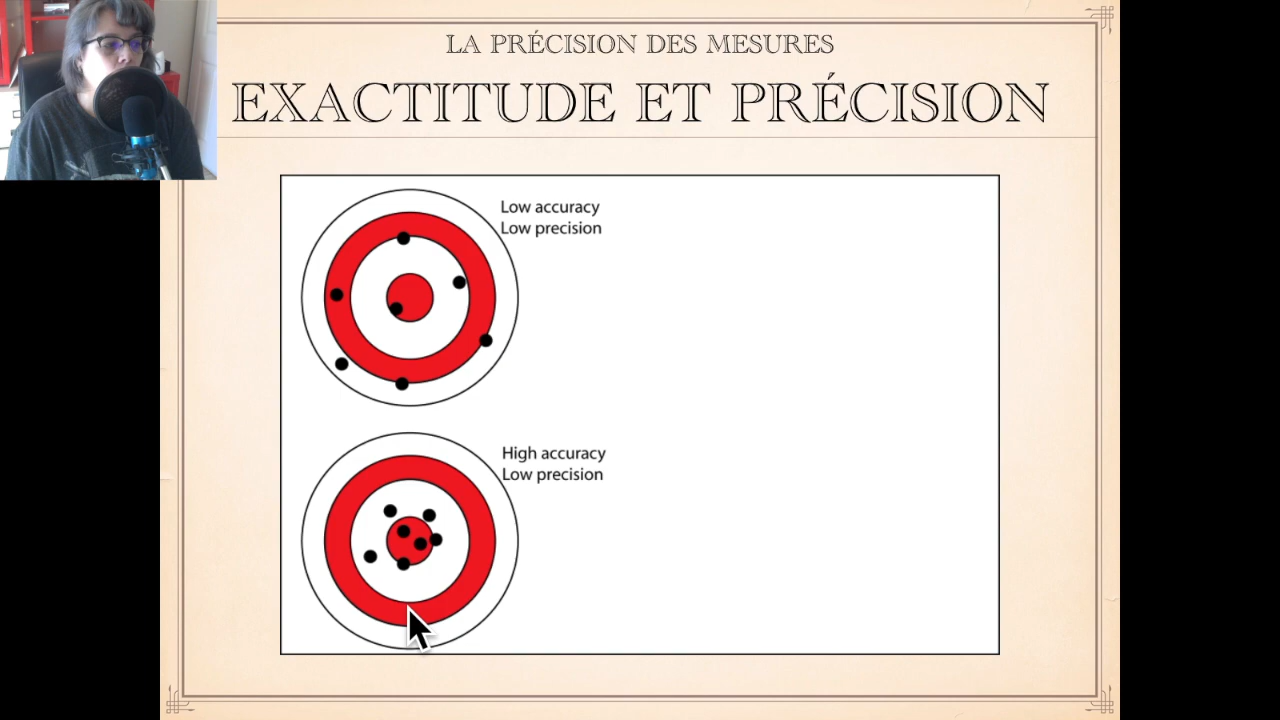 LA PRÉCISION DES MESURES
EXACTITUDE ET PRÉCISION
Low accuracy
Low precision
High accuracy
Low precision